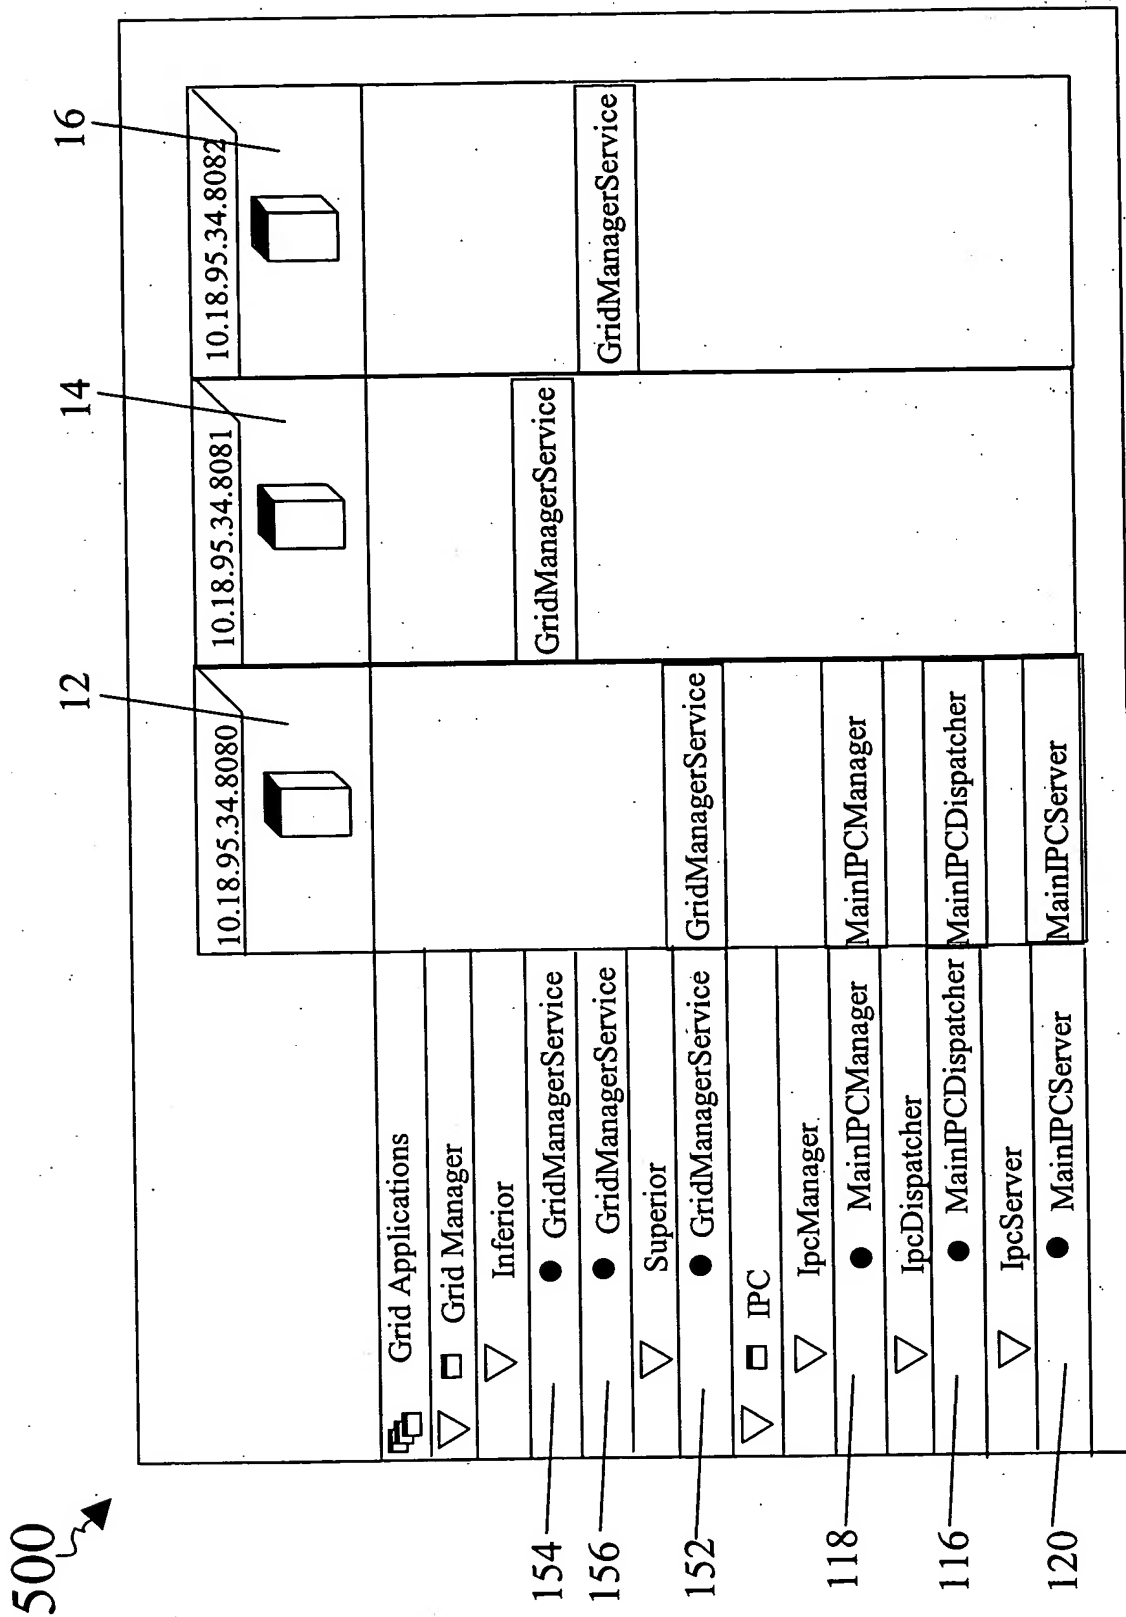 500
12
14
16
10.18.95.34.8080
10.18.95.34.8081
10.18.95.34.8082
Grid Applications
Grid Manager
Inferior
154
GridManagerService
GridManagerService
156
GridManagerService
GridManagerService
Superior
152
GridManagerService
GridManagerService
IPC
IpcManager
118
MainIPCManager
MainIPCManager
IpcDispatcher
116
MainIPCDispatcher
MainIPCDispatcher
IpcServer
120
MainIPCServer
MainIPCServer